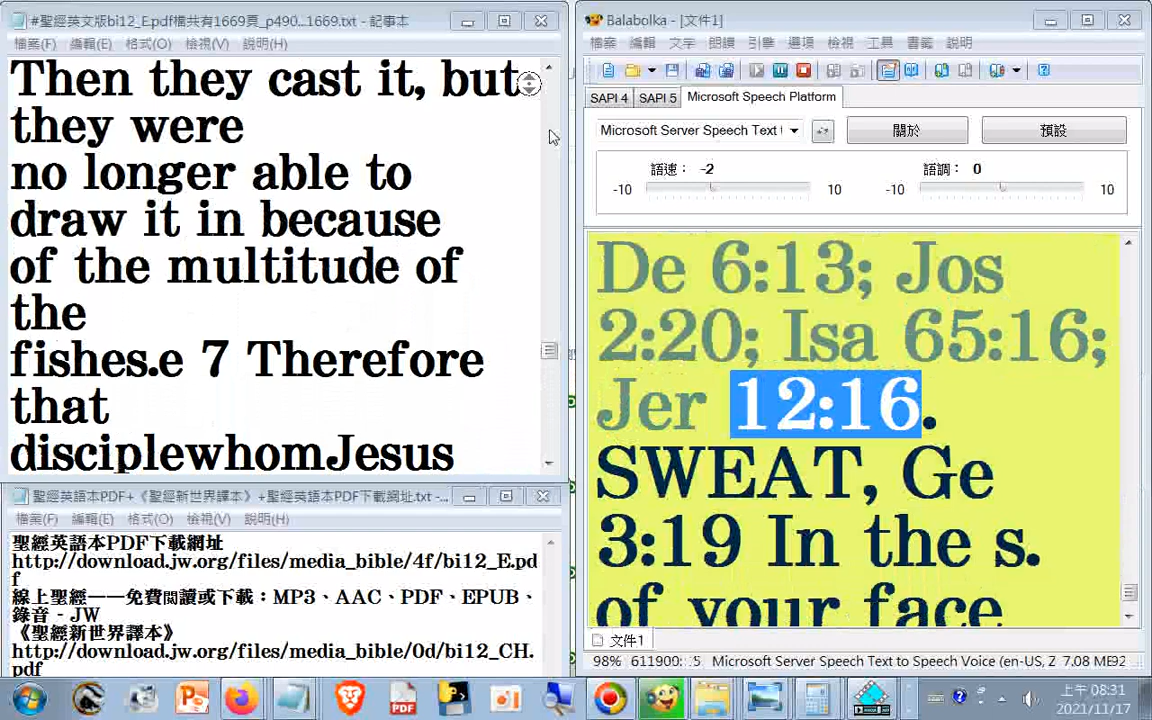 #聖經英文版bi12_E.pdf檔共有1669頁_p490...1669.txt - 記事本
檔案(F) 編輯(E) 格式(O) 檢視(V) 說明(H)
Then they cast it, but
they were
no longer able to
draw it in because
of the multitude of
the
fishes.e 7 Therefore
that
disciplewhomJesus
聖經英語本PDF+《聖經新世界譯本》+聖經英語本PDF下載網址.txt - ...
檔案(F) 編輯(E) 格式(O) 檢視(V) 說明(H)
聖經英語本PDF下載網址
http://download.jw.org/files/media_bible/4f/bi12_E.pd
f
線上聖經——免費閱讀或下載：MP3、AAC、PDF、EPUB、
錄音 - JW
《聖經新世界譯本》
http://download.jw.org/files/media_bible/0d/bi12_CH.
pdf
Balabolka - [文件1]
檔案 編輯 文字 朗讀 引擎 選項 檢視 工具 書籤 說明
SAPI 4 SAPI 5 Microsoft Speech Platform
Microsoft Server Speech Text 關於 預設
語速： -2 語調： 0
-10 10 -10 10
De 6:13; Jos
2:20; Isa 65:16;
Jer 12:16.
SWEAT, Ge
3:19 In the s.
of your face
文件1
98% 611900: .5 Microsoft Server Speech Text to Speech Voice (en-US, Z 7.08 ME92
PDF
上午 08:31
2021/11/17